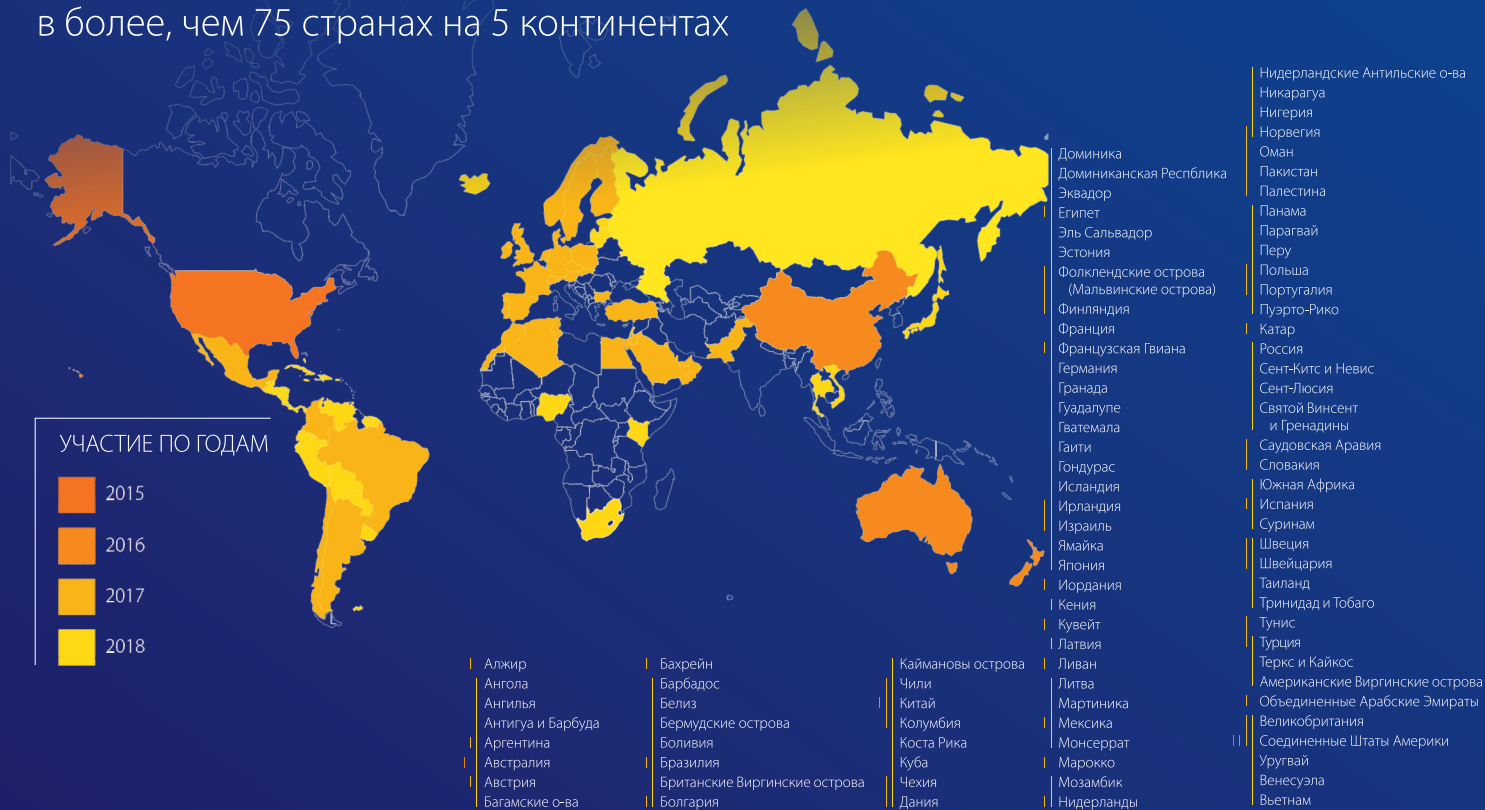 в более, чем 75 странах на 5 континентах
УЧАСТИЕ ПО ГОДАМ
2015
2016
2017
2018
Алжир
Ангола
Ангилья
Антигуа и Барбуда
Аргентина
Австралия
Австрия
Багамские о-ва
Бахрейн
Барбадос
Белиз
Бермудские острова
Боливия
Бразилия
Британские Виргинские острова
Болгария
Каймановы острова
Чили
Китай
Колумбия
Коста Рика
Куба
Чехия
Дания
Доминика
Доминиканская Респблика
Эквадор
Египет
Эль Сальвадор
Эстония
Фолклендские острова
(Мальвинские острова)
Финляндия
Франция
Французская Гвиана
Германия
Гранада
Гуадалупе
Гватемала
Гаити
Гондурас
Исландия
Ирландия
Израиль
Ямайка
Япония
Иордания
Кения
Кувейт
Латвия
Ливан
Литва
Мартиника
Мексика
Монсеррат
Марокко
Мозамбик
Нидерланды
Нидерландские Антильские о-ва
Никарагуа
Нигерия
Норвегия
Оман
Пакистан
Палестина
Панама
Парагвай
Перу
Польша
Португалия
Пуэрто-Рико
Катар
Россия
Сент-Китс и Невис
Сент-Люсия
Святой Винсент
и Гренадины
Саудовская Аравия
Словакия
Южная Африка
Испания
Суринам
Швеция
Швейцария
Таиланд
Тринидад и Тобаго
Тунис
Турция
Теркс и Кайкос
Американские Виргинские острова
Объединенные Арабские Эмираты
Великобритания
Соединенные Штаты Америки
Уругвай
Венесуэла
Вьетнам